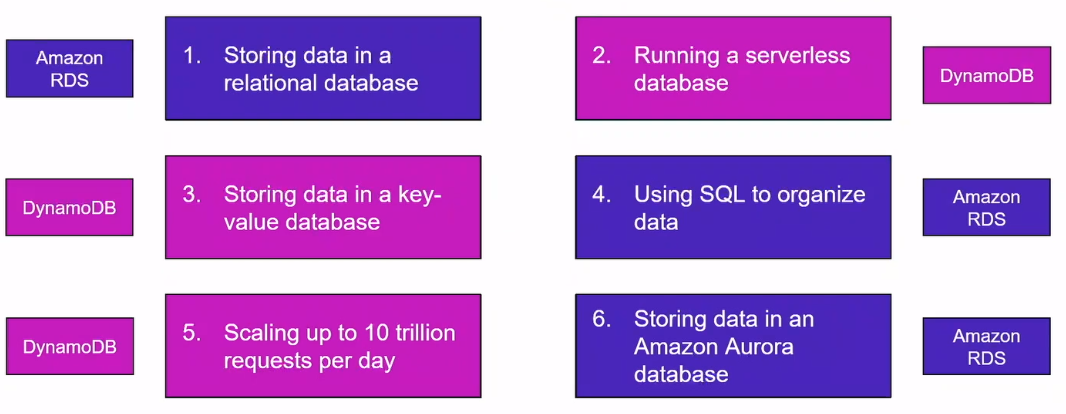 Amazon
RDS
1. Storing data in a
relational database
2. Running a serverless
database
DynamoDB
DynamoDB
3. Storing data in a key-
value database
4. Using SQL to organize
data
Amazon
RDS
DynamoDB
5. Scaling up to 10 trillion
requests per day
6. Storing data in an
Amazon Aurora
database
Amazon
RDS